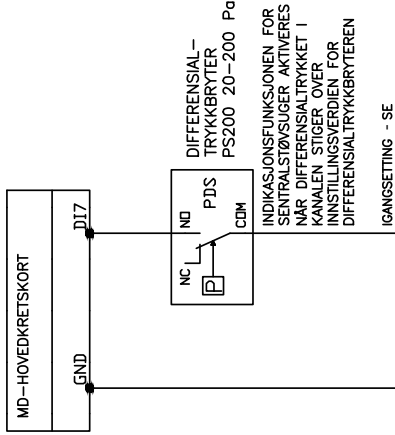 MD-HOVEDKRETSKORT
GND
DI7
NC
NO
PDS
P
COM
DIFFERENSIAL-
TRYKKBRYTER
PS200 20-200 Pa
INDIKASJONSFUNKSJONEN FOR
SENTRALSTØVSUGER AKTIVERES
NÅR DIFFERENSIALTRYKKET I
KANALEN STIGER OVER
INNSTILLINGSVERDIEN FOR
DIFFERENSIALTRYKKBRYTEREN
IGANGSETTING - SE